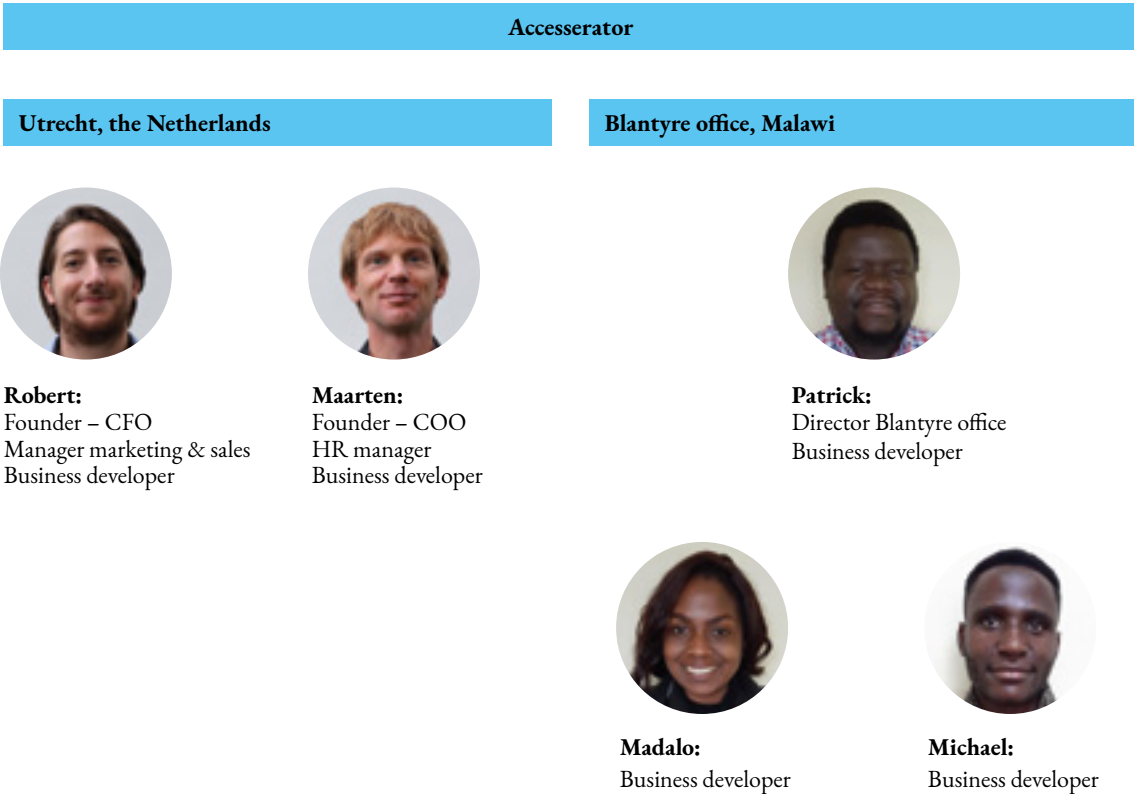 Accesserator
Utrecht, the Netherlands
Blantyre office, Malawi
Robert:
Founder – CFO
Manager marketing & sales
Business developer
Maarten:
Founder – COO
HR manager
Business developer
Patrick:
Director Blantyre office
Business developer
Madalo:
Business developer
Michael:
Business developer